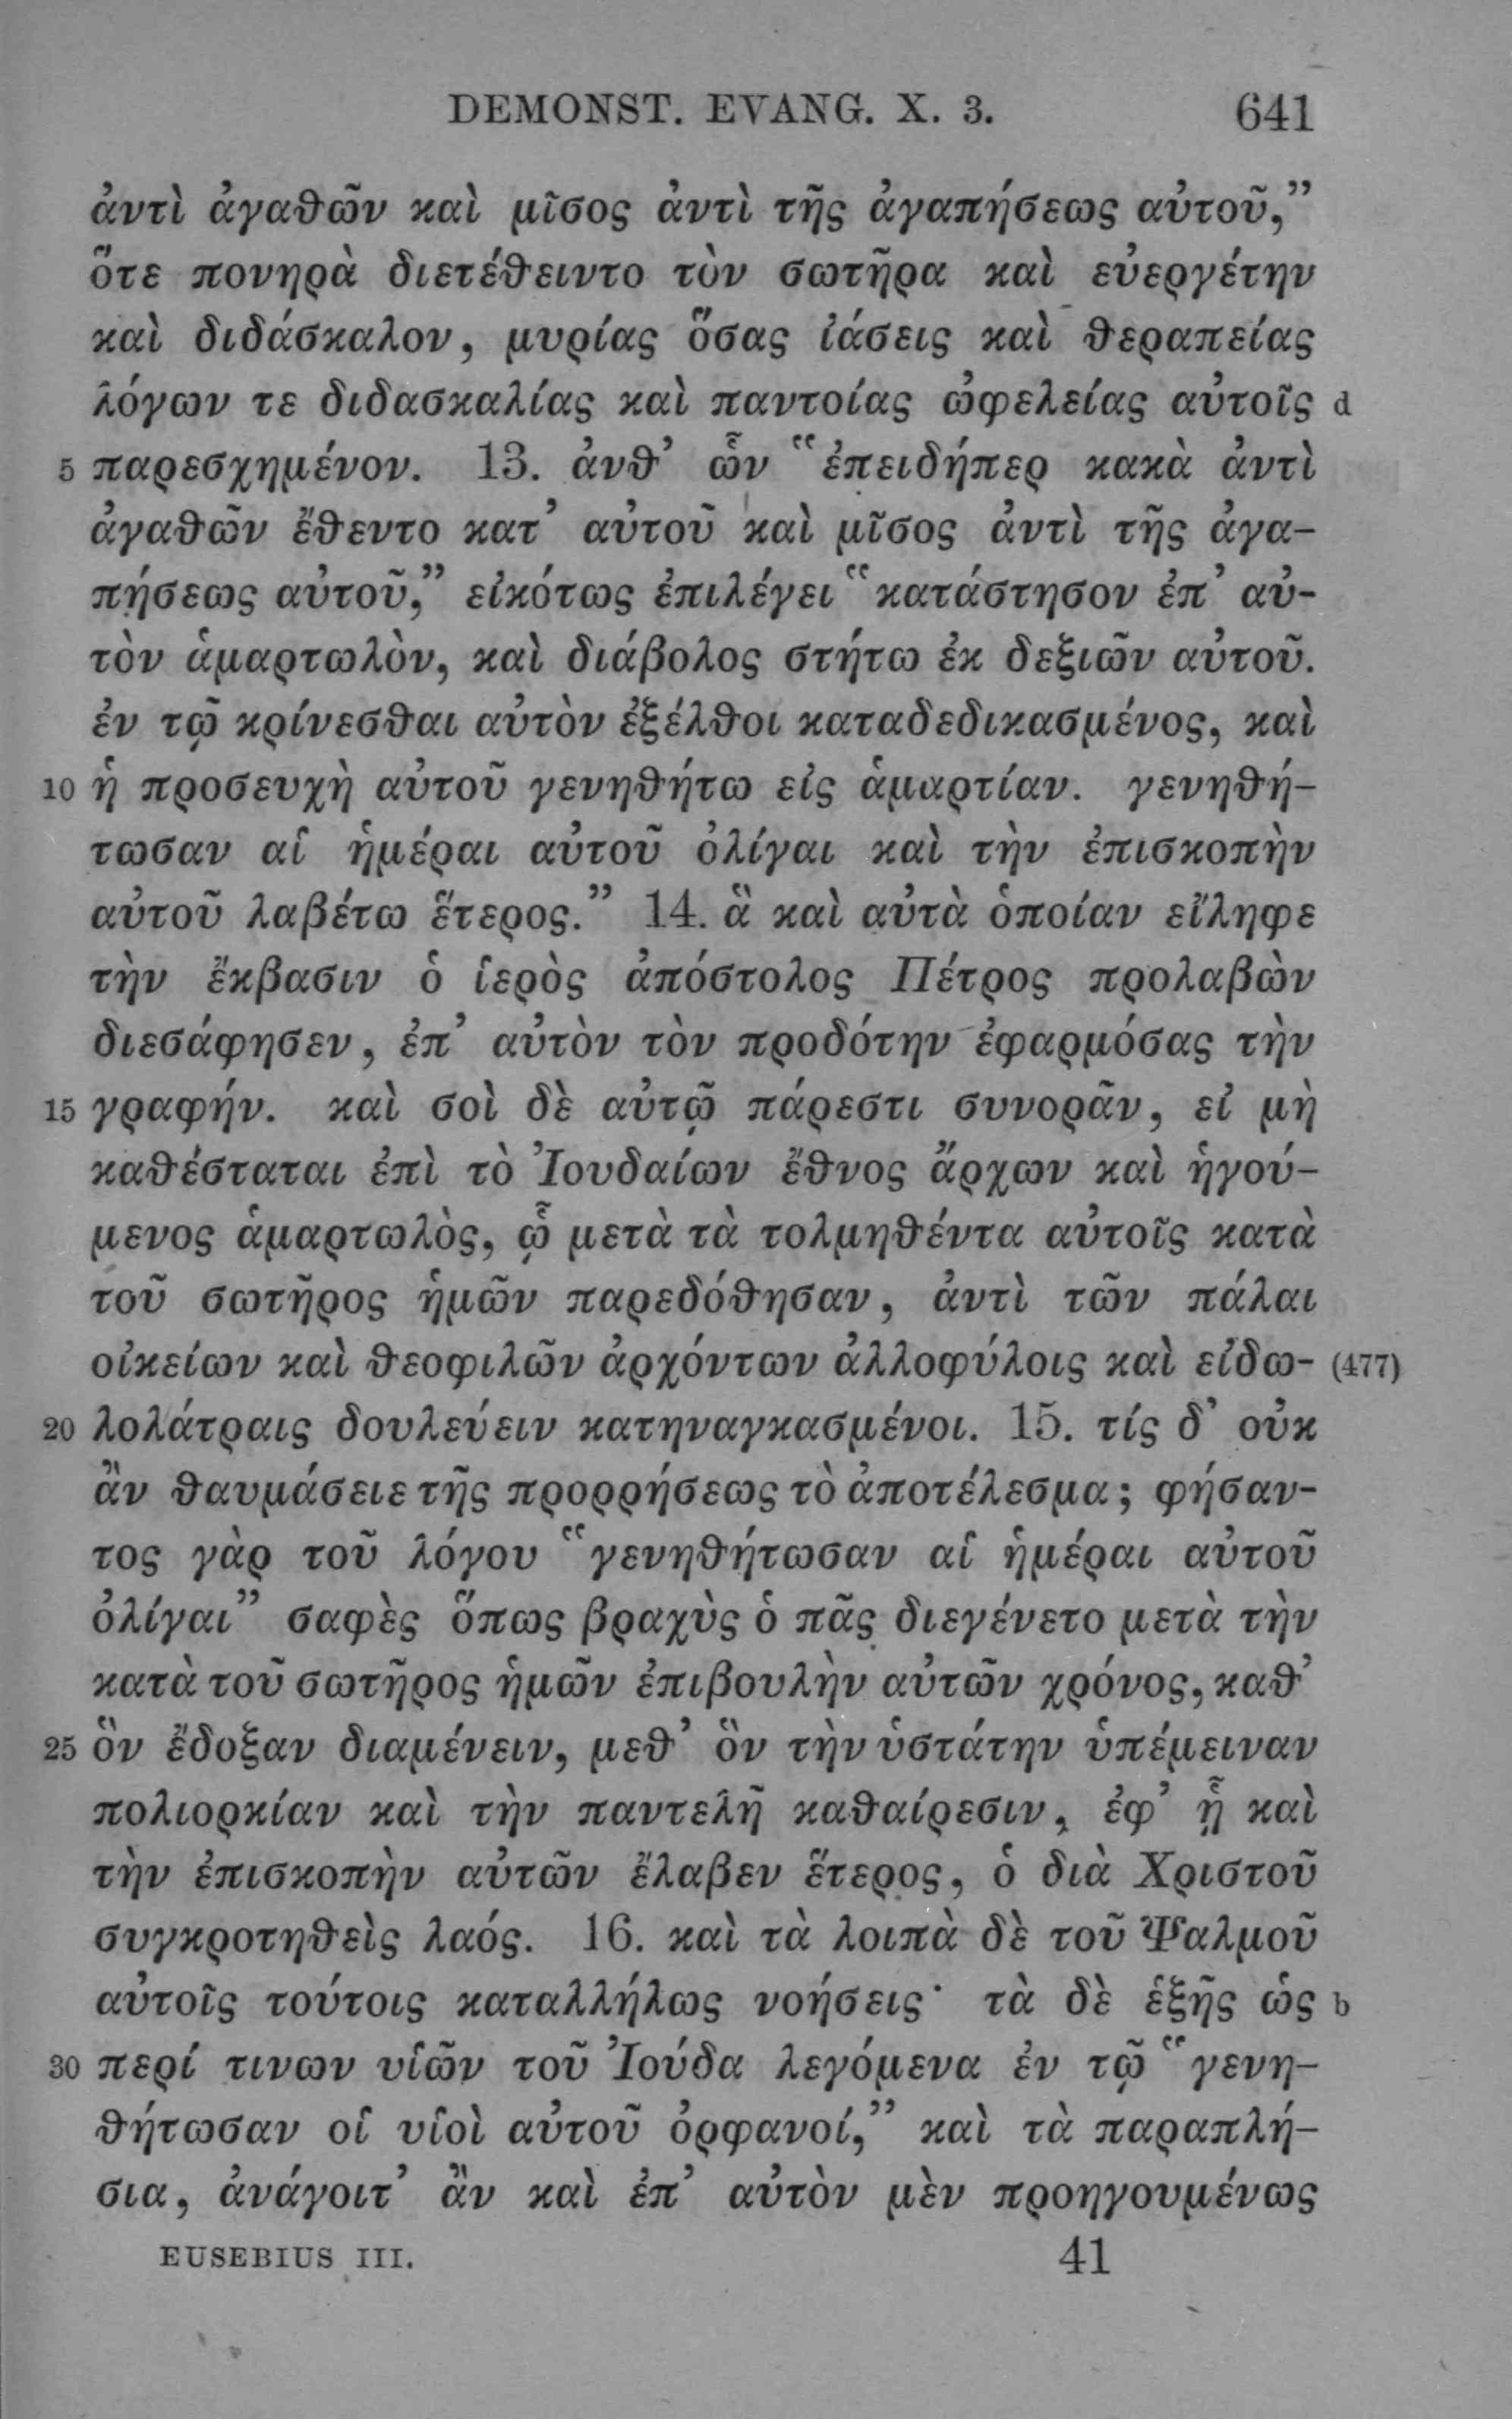 DEMONST. EVANG. X. 3. 641
ἀντὶ ἀγαθῶν καὶ μῖσος ἀντὶ τῆς ἀγαπήσεως αὐτοῦ,”
ὅτε πονηρὰ διετέθειντο τὸν σωτῆρα καὶ εὐεργέτην
καὶ διδάσκαλον, μυρίας ὅσας ἰάσεις καὶ θεραπείας
λόγων τε διδασκαλίας καὶ παντοίας ὠφελείας αὐτοῖς d
5 παρεσχημένον. 13. ἀνθ’ ὧν “ἐπειδήπερ κακὰ ἀντὶ
ἀγαθῶν ἔθεντο κατ’ αὐτοῦ καὶ μῖσος ἀντὶ τῆς ἀγα-
πήσεως αὐτοῦ,” εἰκότως ἐπιλέγει “κατάστησον ἐπ’ αὐ-
τὸν ἁμαρτωλὸν, καὶ διάβολος στήτω ἐκ δεξιῶν αὐτοῦ.
ἐν τῷ κρίνεσθαι αὐτὸν ἐξέλθοι καταδεδικασμένος, καὶ
10 ἡ προσευχὴ αὐτοῦ γενηθήτω εἰς ἁμαρτίαν. γενηθή-
τωσαν αἱ ἡμέραι αὐτοῦ ὀλίγαι καὶ τὴν ἐπισκοπὴν
αὐτοῦ λαβέτω ἕτερος.” 14. ἃ καὶ αὐτὰ ὁποίαν εἴληφε
τὴν ἔκβασιν ὁ ἱερὸς ἀπόστολος Πέτρος προλαβὼν
διεσάφησεν, ἐπ’ αὐτὸν τὸν προδότην ἐφαρμόσας τὴν
15 γραφήν. καὶ σοὶ δὲ αὐτῷ πάρεστι συνορᾶν, εἰ μὴ
καθέσταται ἐπὶ τὸ Ἰουδαίων ἔθνος ἄρχων καὶ ἡγού-
μενος ἁμαρτωλὸς, ᾧ μετὰ τὰ τολμηθέντα αὐτοῖς κατὰ
τοῦ σωτῆρος ἡμῶν παρεδόθησαν, ἀντὶ τῶν πάλαι
οἰκείων καὶ θεοφιλῶν ἀρχόντων ἀλλοφύλοις καὶ εἰδω- (477)
20 λολάτραις δουλεύειν κατηναγκασμένοι. 15. τίς δ’ οὐκ
ἂν θαυμάσειε τῆς προρρήσεως τὸ ἀποτέλεσμα; φήσαν-
τος γὰρ τοῦ λόγου “γενηθήτωσαν αἱ ἡμέραι αὐτοῦ
ὀλίγαι” σαφὲς ὅπως βραχὺς ὁ πᾶς διεγένετο μετὰ τὴν
κατὰ τοῦ σωτῆρος ἡμῶν ἐπιβουλὴν αὐτῶν χρόνος, καθ’
25 ὃν ἔδοξαν διαμένειν, μεθ’ ὃν τὴν ὑστάτην ὑπέμειναν
πολιορκίαν καὶ τὴν παντελῆ καθαίρεσιν, ἐφ’ ᾗ καὶ
τὴν ἐπισκοπὴν αὐτῶν ἔλαβεν ἕτερος, ὁ διὰ Χριστοῦ
συγκροτηθεὶς λαός. 16. καὶ τὰ λοιπὰ δὲ τοῦ Ψαλμοῦ
αὐτοῖς τούτοις καταλλήλως νοήσεις· τὰ δὲ ἑξῆς ὡς b
30 περί τινων υἱῶν τοῦ Ἰούδα λεγόμενα ἐν τῷ “γενη-
θήτωσαν οἱ υἱοὶ αὐτοῦ ὀρφανοί,” καὶ τὰ παραπλή-
σια, ἀνάγοιτ’ ἂν καὶ ἐπ’ αὐτὸν μὲν προηγουμένως
EUSEBIUS III. 41